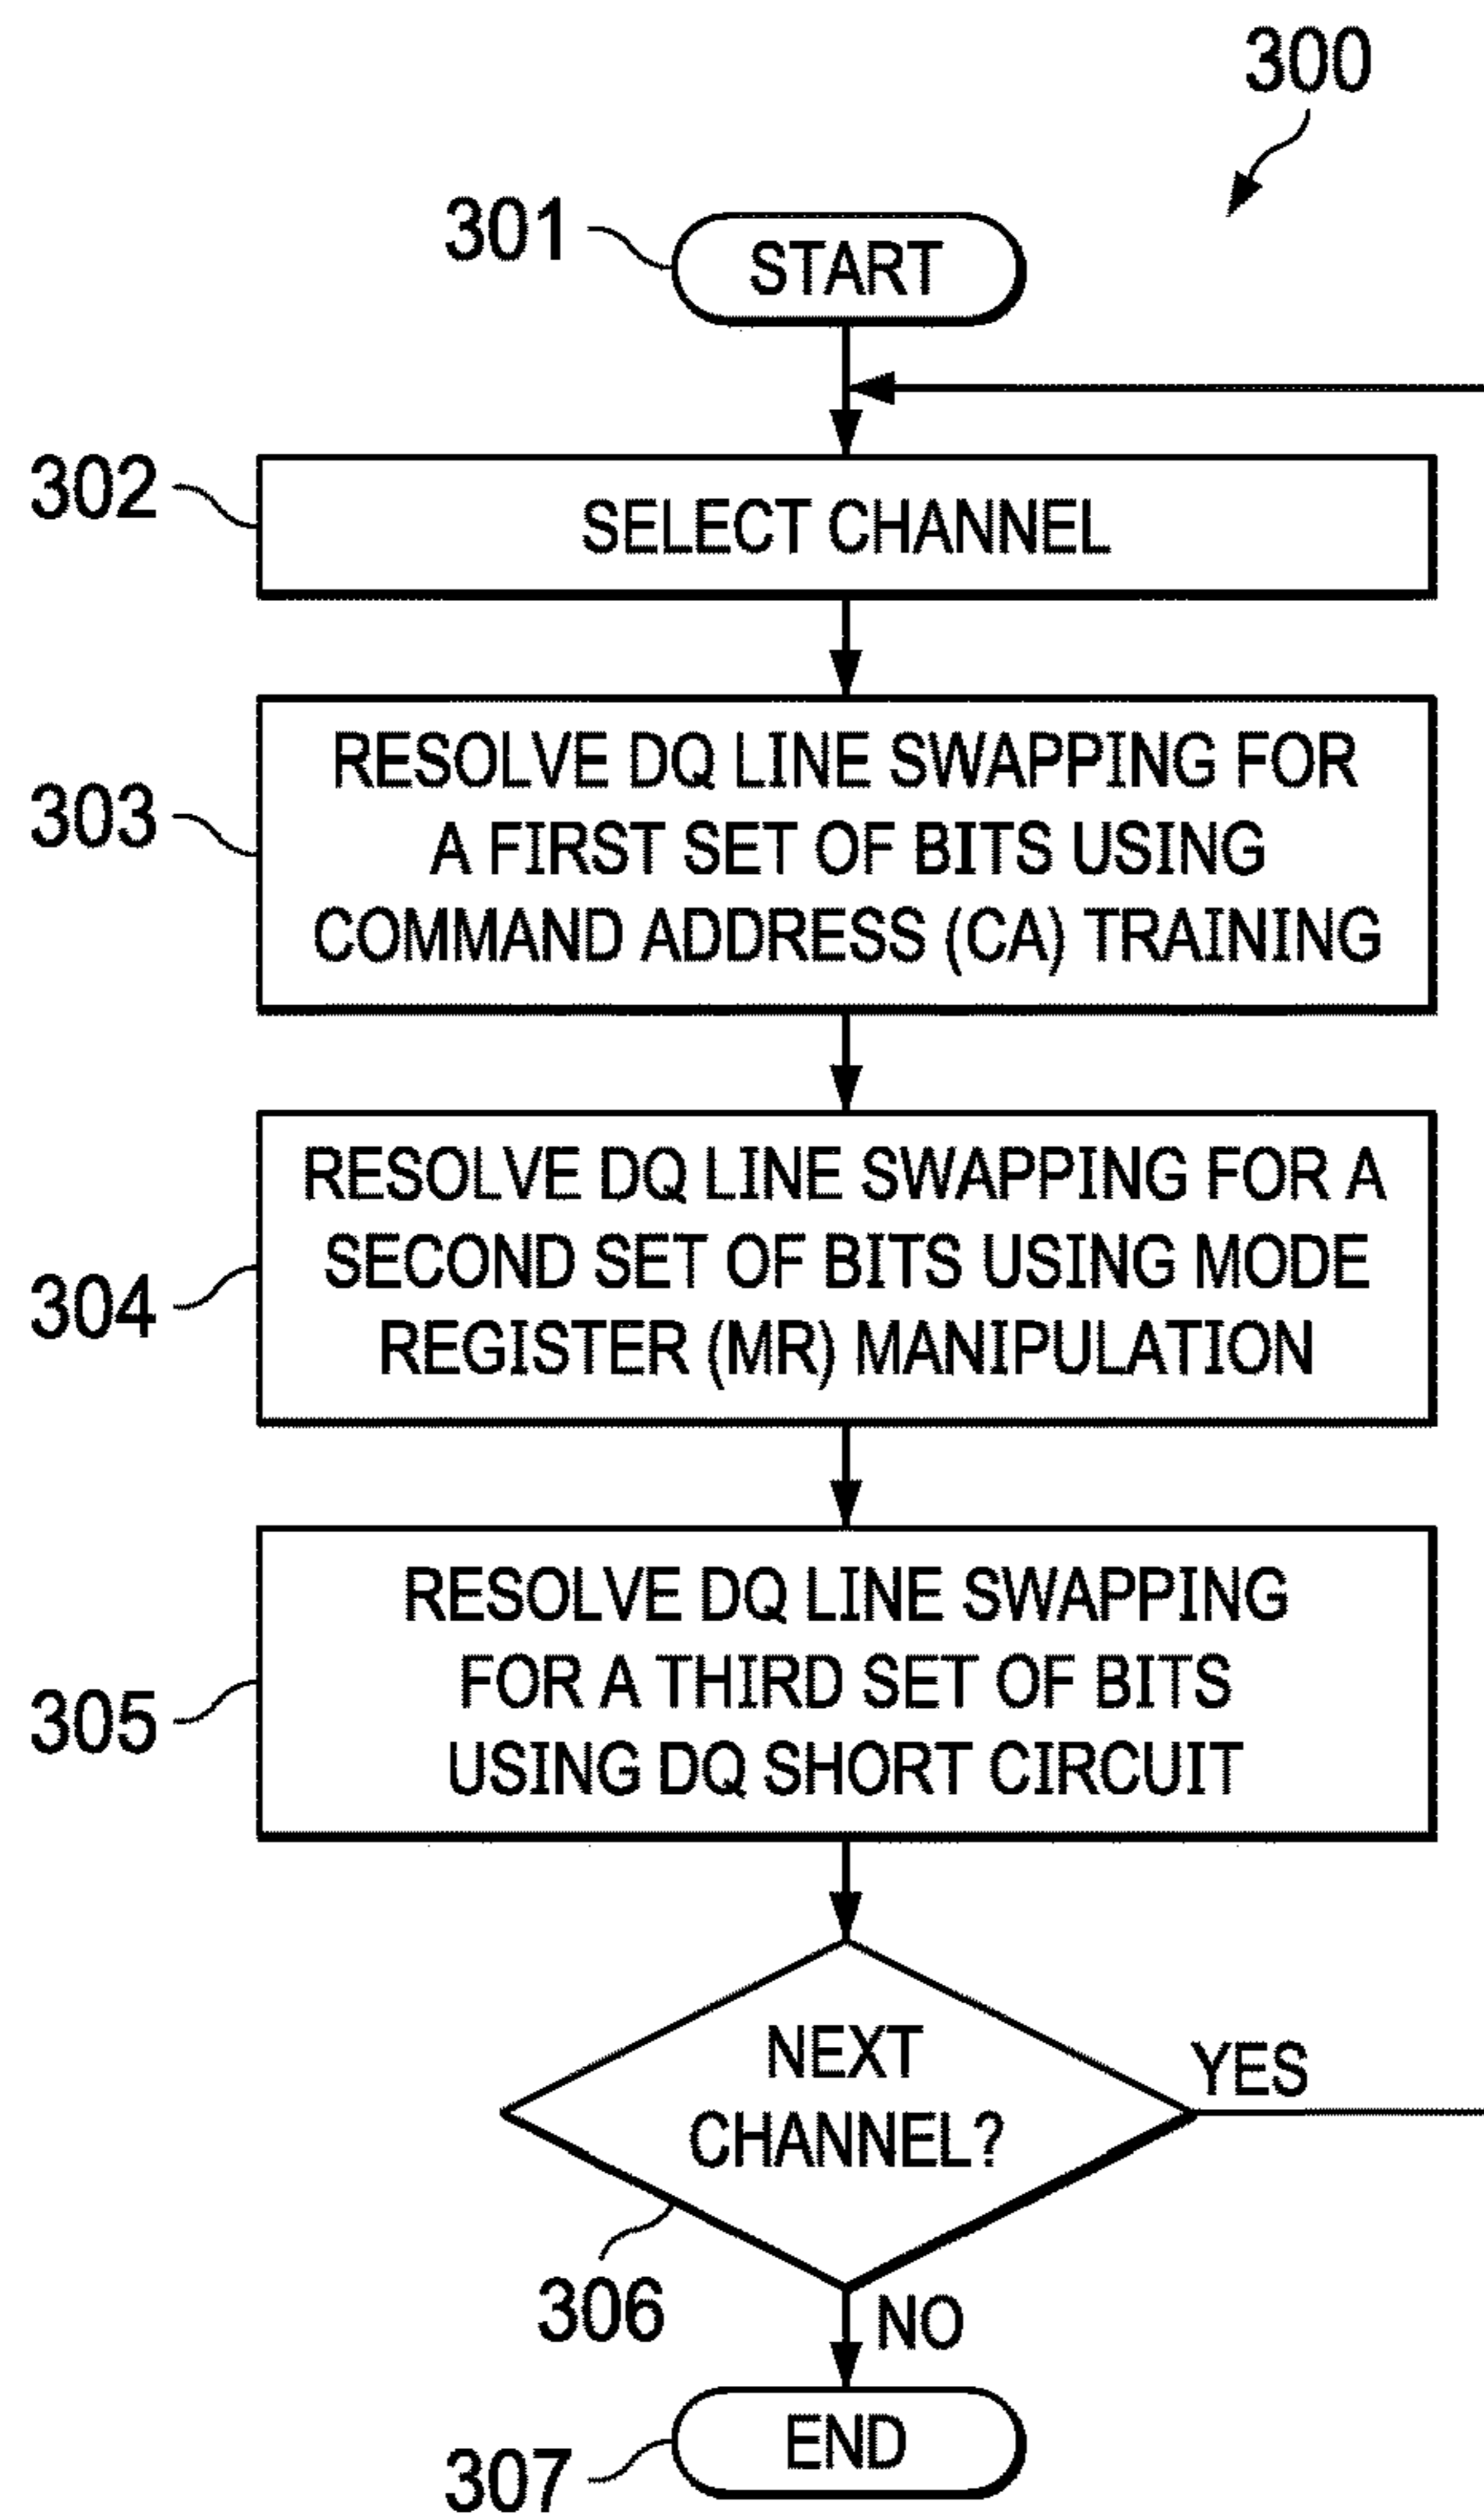 300
301
START
302
SELECT CHANNEL
303
RESOLVE DQ LINE SWAPPING FOR
A FIRST SET OF BITS USING
COMMAND ADDRESS (CA) TRAINING
304
RESOLVE DQ LINE SWAPPING FOR A
SECOND SET OF BITS USING MODE
REGISTER (MR) MANIPULATION
305
RESOLVE DQ LINE SWAPPING
FOR A THIRD SET OF BITS
USING DQ SHORT CIRCUIT
NEXT
CHANNEL?
YES
306
NO
END
307